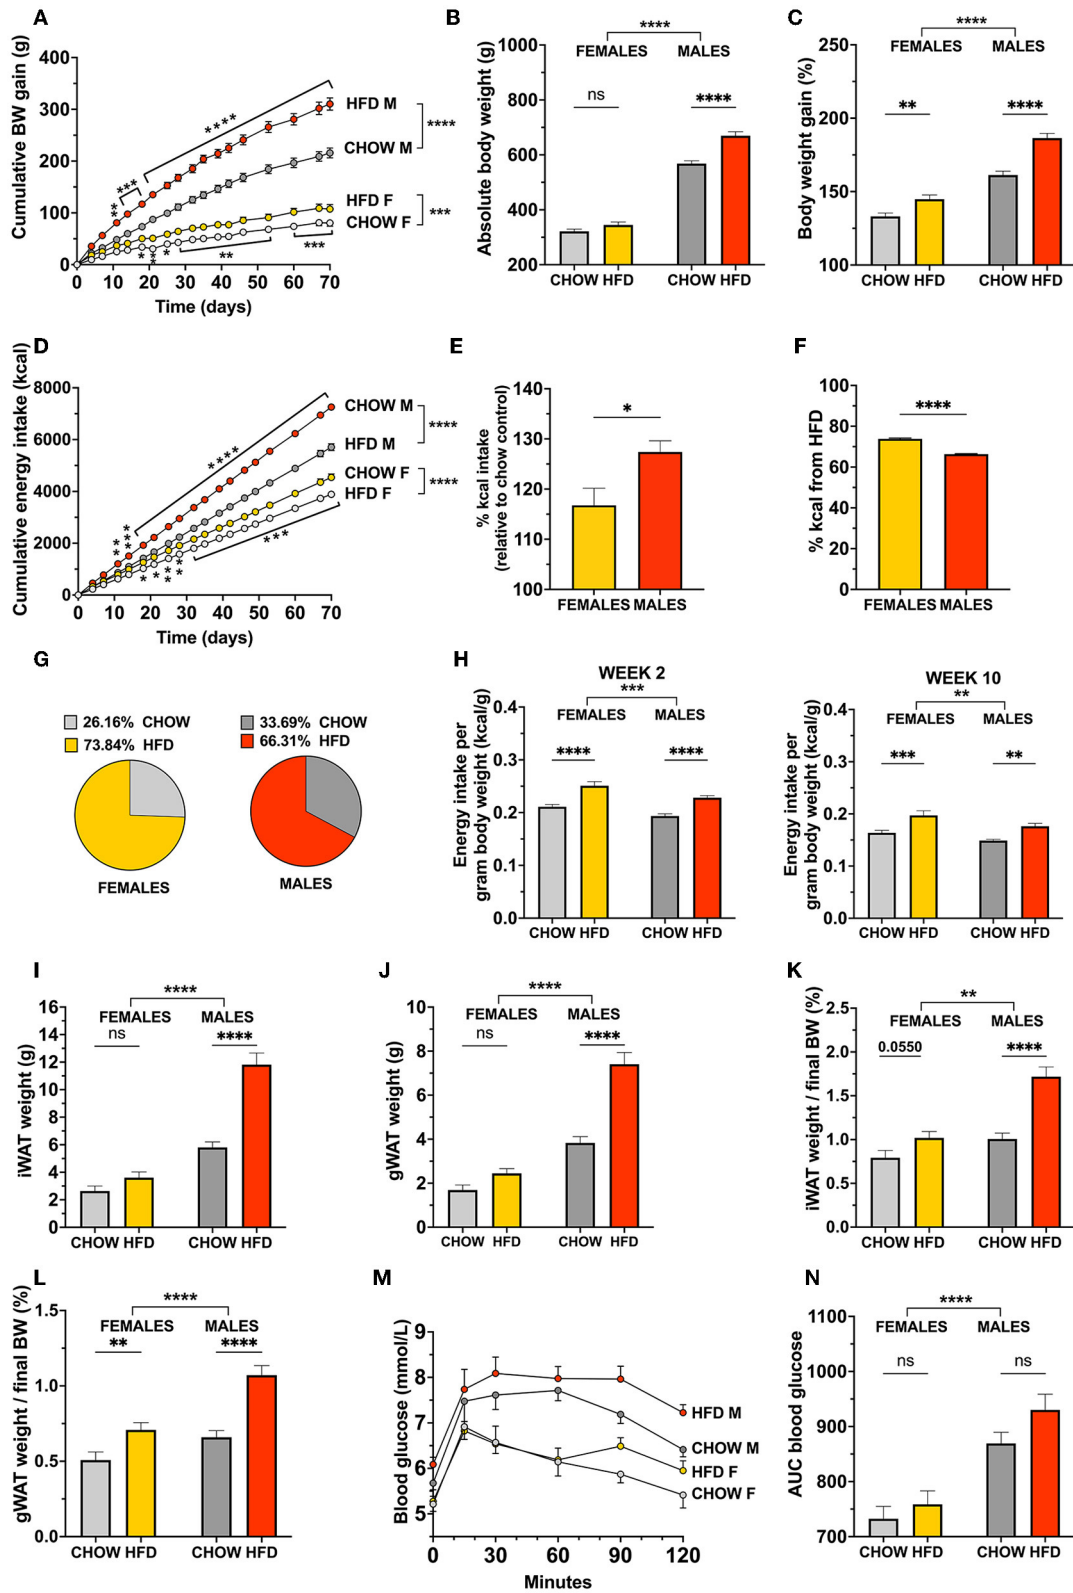 A
Cumulative BW gain (g)
400
300
200
100
0
0 10 20 30 40 50 60 70
Time (days)
****
***
**
HFD M
CHOW M
****
HFD F
CHOW F
***
* ** * ** ***
B
Absolute body weight (g)
1000
800
600
400
200
****
FEMALES MALES
ns ****
CHOW HFD CHOW HFD
C
Body weight gain (%)
250
200
150
100
****
FEMALES MALES
** ****
CHOW HFD CHOW HFD
D
Cumulative energy intake (kcal)
8000
6000
4000
2000
0
0 10 20 30 40 50 60 70
Time (days)
****
** ***
CHOW M
HFD M
****
CHOW F
HFD F
****
* * ** ** ***
E
% kcal intake
(relative to chow control)
140
130
120
110
100
*
FEMALES MALES
F
% kcal from HFD
100
80
60
40
20
0
****
FEMALES MALES
G
26.16% CHOW
73.84% HFD
FEMALES
33.69% CHOW
66.31% HFD
MALES
H
WEEK 2
Energy intake per
gram body weight (kcal/g)
0.4
0.3
0.2
0.1
0.0
***
FEMALES MALES
**** ****
CHOW HFD CHOW HFD
WEEK 10
Energy intake per
gram body weight (kcal/g)
0.4
0.3
0.2
0.1
0.0
**
FEMALES MALES
*** **
CHOW HFD CHOW HFD
I
iWAT weight (g)
16
14
12
10
8
6
4
2
0
****
FEMALES MALES
ns ****
CHOW HFD CHOW HFD
J
gWAT weight (g)
10
8
6
4
2
0
****
FEMALES MALES
ns ****
CHOW HFD CHOW HFD
K
iWAT weight / final BW (%)
2.5
2.0
1.5
1.0
0.5
0.0
**
FEMALES MALES
0.0550 ****
CHOW HFD CHOW HFD
L
gWAT weight / final BW (%)
1.5
1.0
0.5
0.0
****
FEMALES MALES
** ****
CHOW HFD CHOW HFD
M
Blood glucose (mmol/L)
9
8
7
6
5
0 30 60 90 120
Minutes
HFD M
CHOW M
HFD F
CHOW F
N
AUC blood glucose
1100
1000
900
800
700
****
FEMALES MALES
ns ns
CHOW HFD CHOW HFD